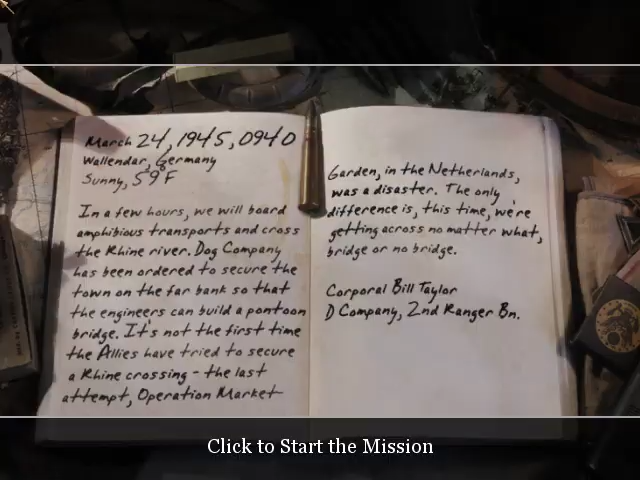 March 24, 1945, 0940
Wallendar, Germany
Sunny, 59°F
In a few hours, we will board
amphibious transports and cross
the Rhine river. Dog Company
has been ordered to secure the
town on the far bank so that
the engineers can build a pontoon
bridge. It's not the first time
the Allies have tried to secure
a Rhine crossing - the last
attempt, Operation Market
Garden, in the Netherlands,
was a disaster. The only
difference is, this time, we're
getting across no matter what,
bridge or no bridge.
Corporal Bill Taylor
D Company, 2nd Ranger Bn.
Click to Start the Mission